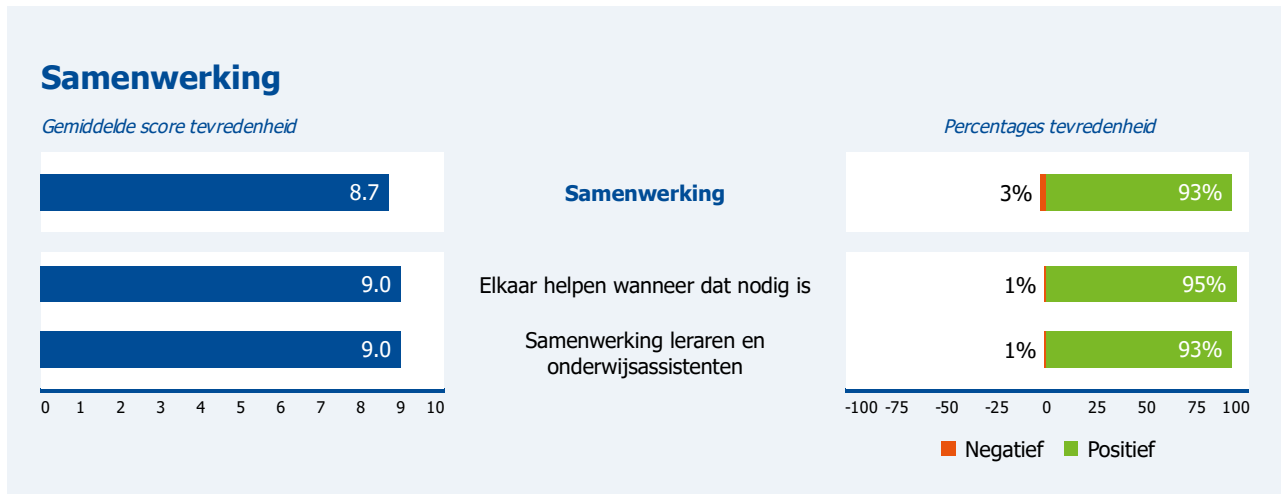 Samenwerking
Gemiddelde score tevredenheid
Percentages tevredenheid
8.7
Samenwerking
3%
93%
9.0
Elkaar helpen wanneer dat nodig is
1%
95%
9.0
Samenwerking leraren en
onderwijsassistenten
1%
93%
0 1 2 3 4 5 6 7 8 9 10
-100 -75 -50 -25 0 25 50 75 100
Negatief
Positief